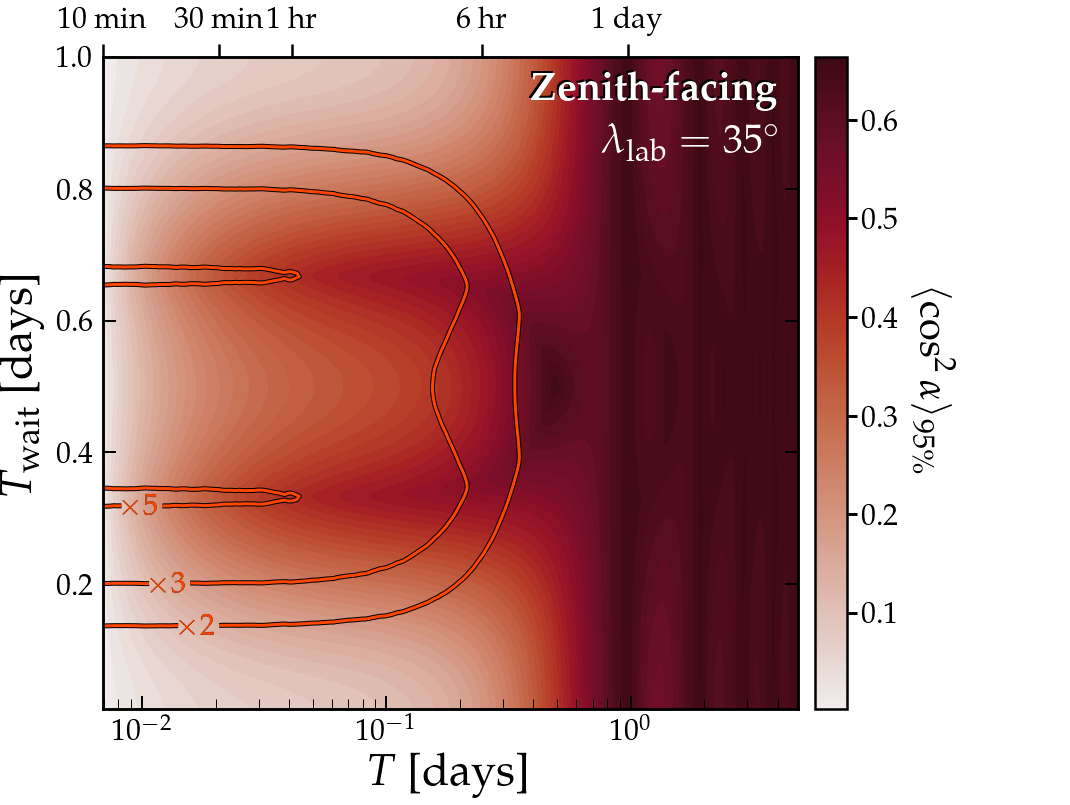 10 min 30 min 1 hr 6 hr 1 day
Zenith-facing
λ_lab = 35°
1.0
0.8
0.6
0.4
0.2
T_wait [days]
×5
×3
×2
10⁻² 10⁻¹ 10⁰
T [days]
0.6
0.5
0.4
0.3
0.2
0.1
⟨cos² α⟩₉₅%